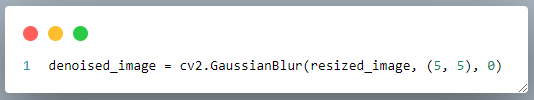 1 denoised_image = cv2.GaussianBlur(resized_image, (5, 5), 0)